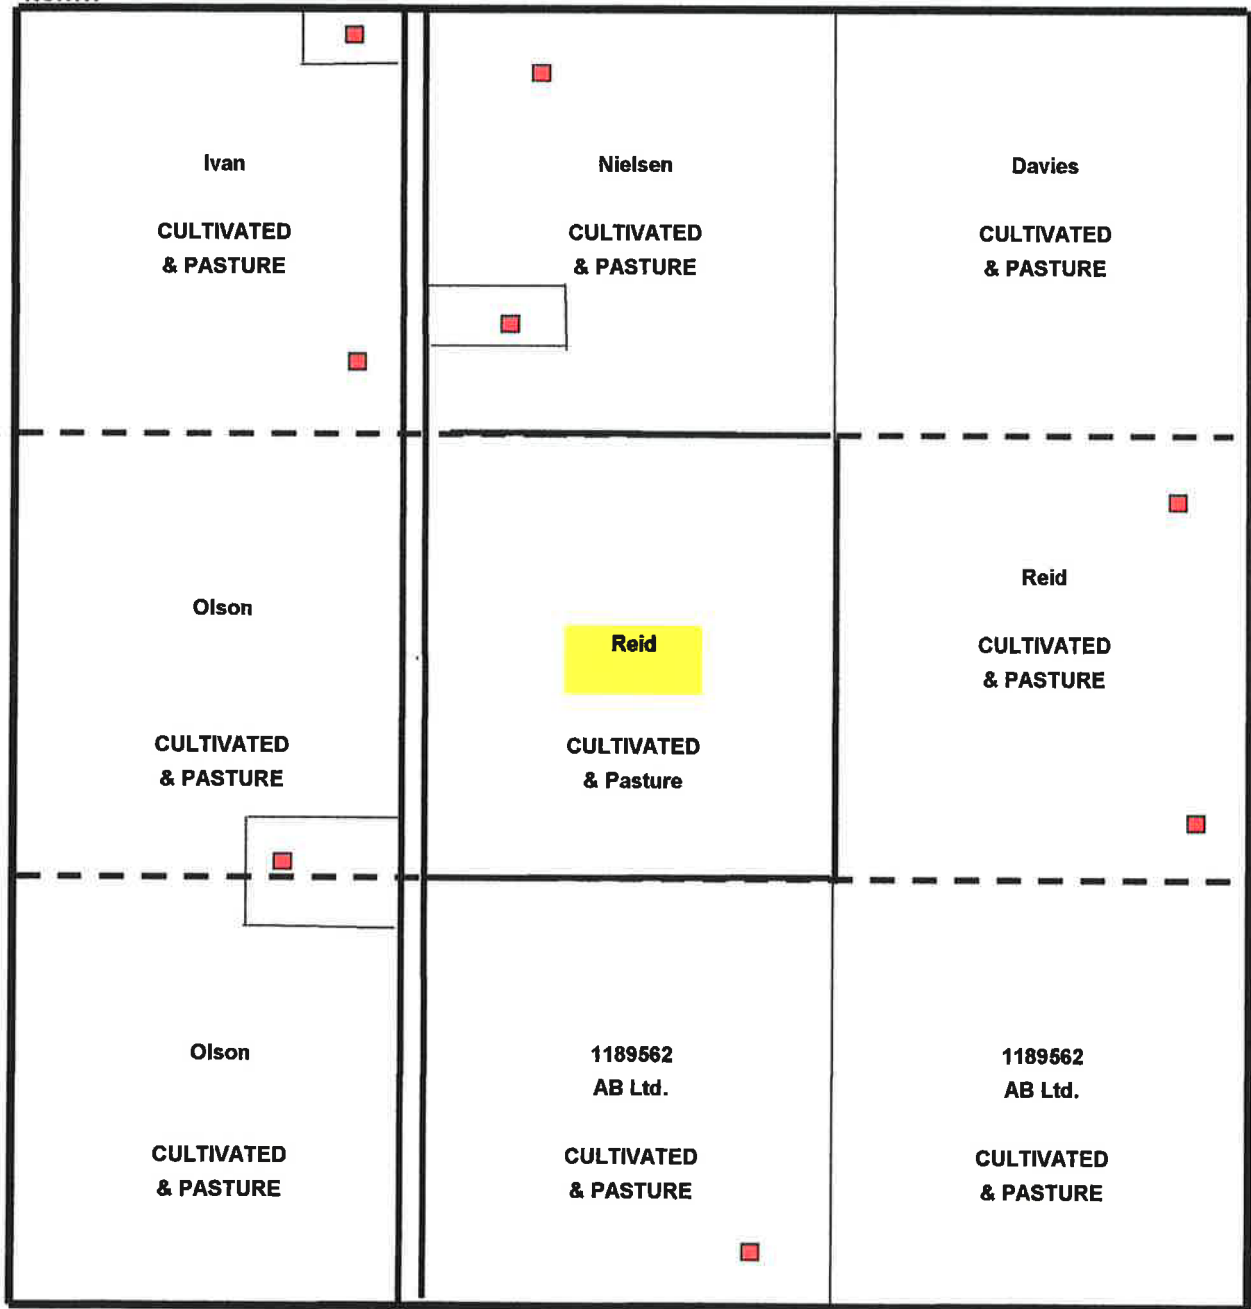 Ivan
CULTIVATED
& PASTURE
Nielsen
CULTIVATED
& PASTURE
Davies
CULTIVATED
& PASTURE
Olson
CULTIVATED
& PASTURE
Reid
CULTIVATED
& Pasture
Reid
CULTIVATED
& PASTURE
Olson
CULTIVATED
& PASTURE
1189562
AB Ltd.
CULTIVATED
& PASTURE
1189562
AB Ltd.
CULTIVATED
& PASTURE